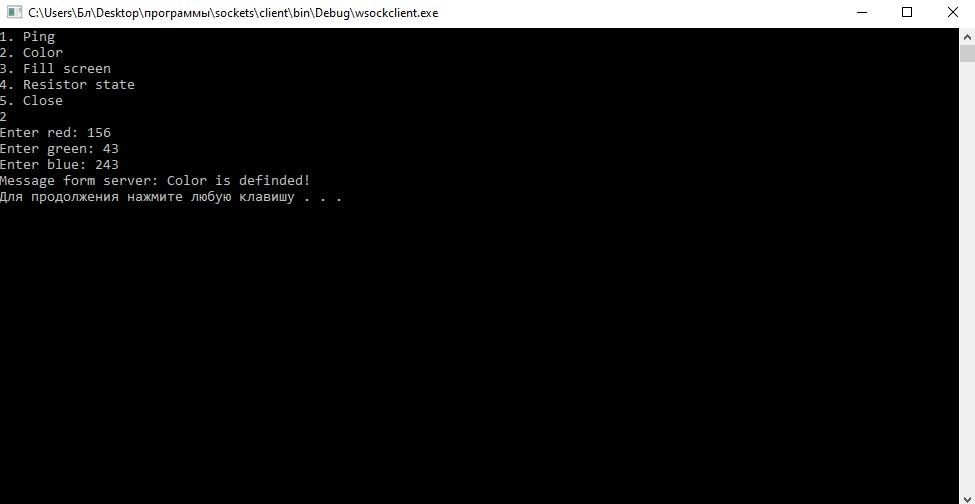 C:\Users\Бл\Desktop\программы\sockets\client\bin\Debug\wsockclient.exe
1. Ping
2. Color
3. Fill screen
4. Resistor state
5. Close
2
Enter red: 156
Enter green: 43
Enter blue: 243
Message form server: Color is definded!
Для продолжения нажмите любую клавишу . . .